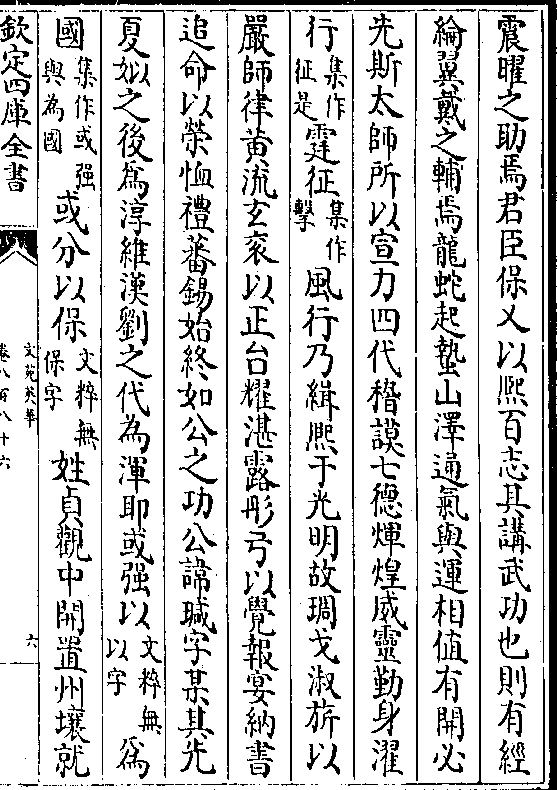 震曜之助焉君臣保乂以熙百志其講武功也則有經
綸翼戴之輔焉龍蛇起蟄山澤通氣與運相值有開必
先斯太師所以宣力四代稽謨七德煇煌威靈勤身濯
行集作征是霆征集作擊風行乃緝熙于光明故琱戈淑旂以
嚴師律黄流玄衮以正台耀湛露彤弓以覺報宴納書
追命以榮恤禮蕃錫始終如公之功公諱瑊字某其先
夏姒之後為淳維漢劉之代為渾耶或强以文粹無以字為
國集作或强與為國或分以保文粹無保字姓貞觀中開置州壤就
欽定四庫全書
文苑英華
卷八百八十六
六